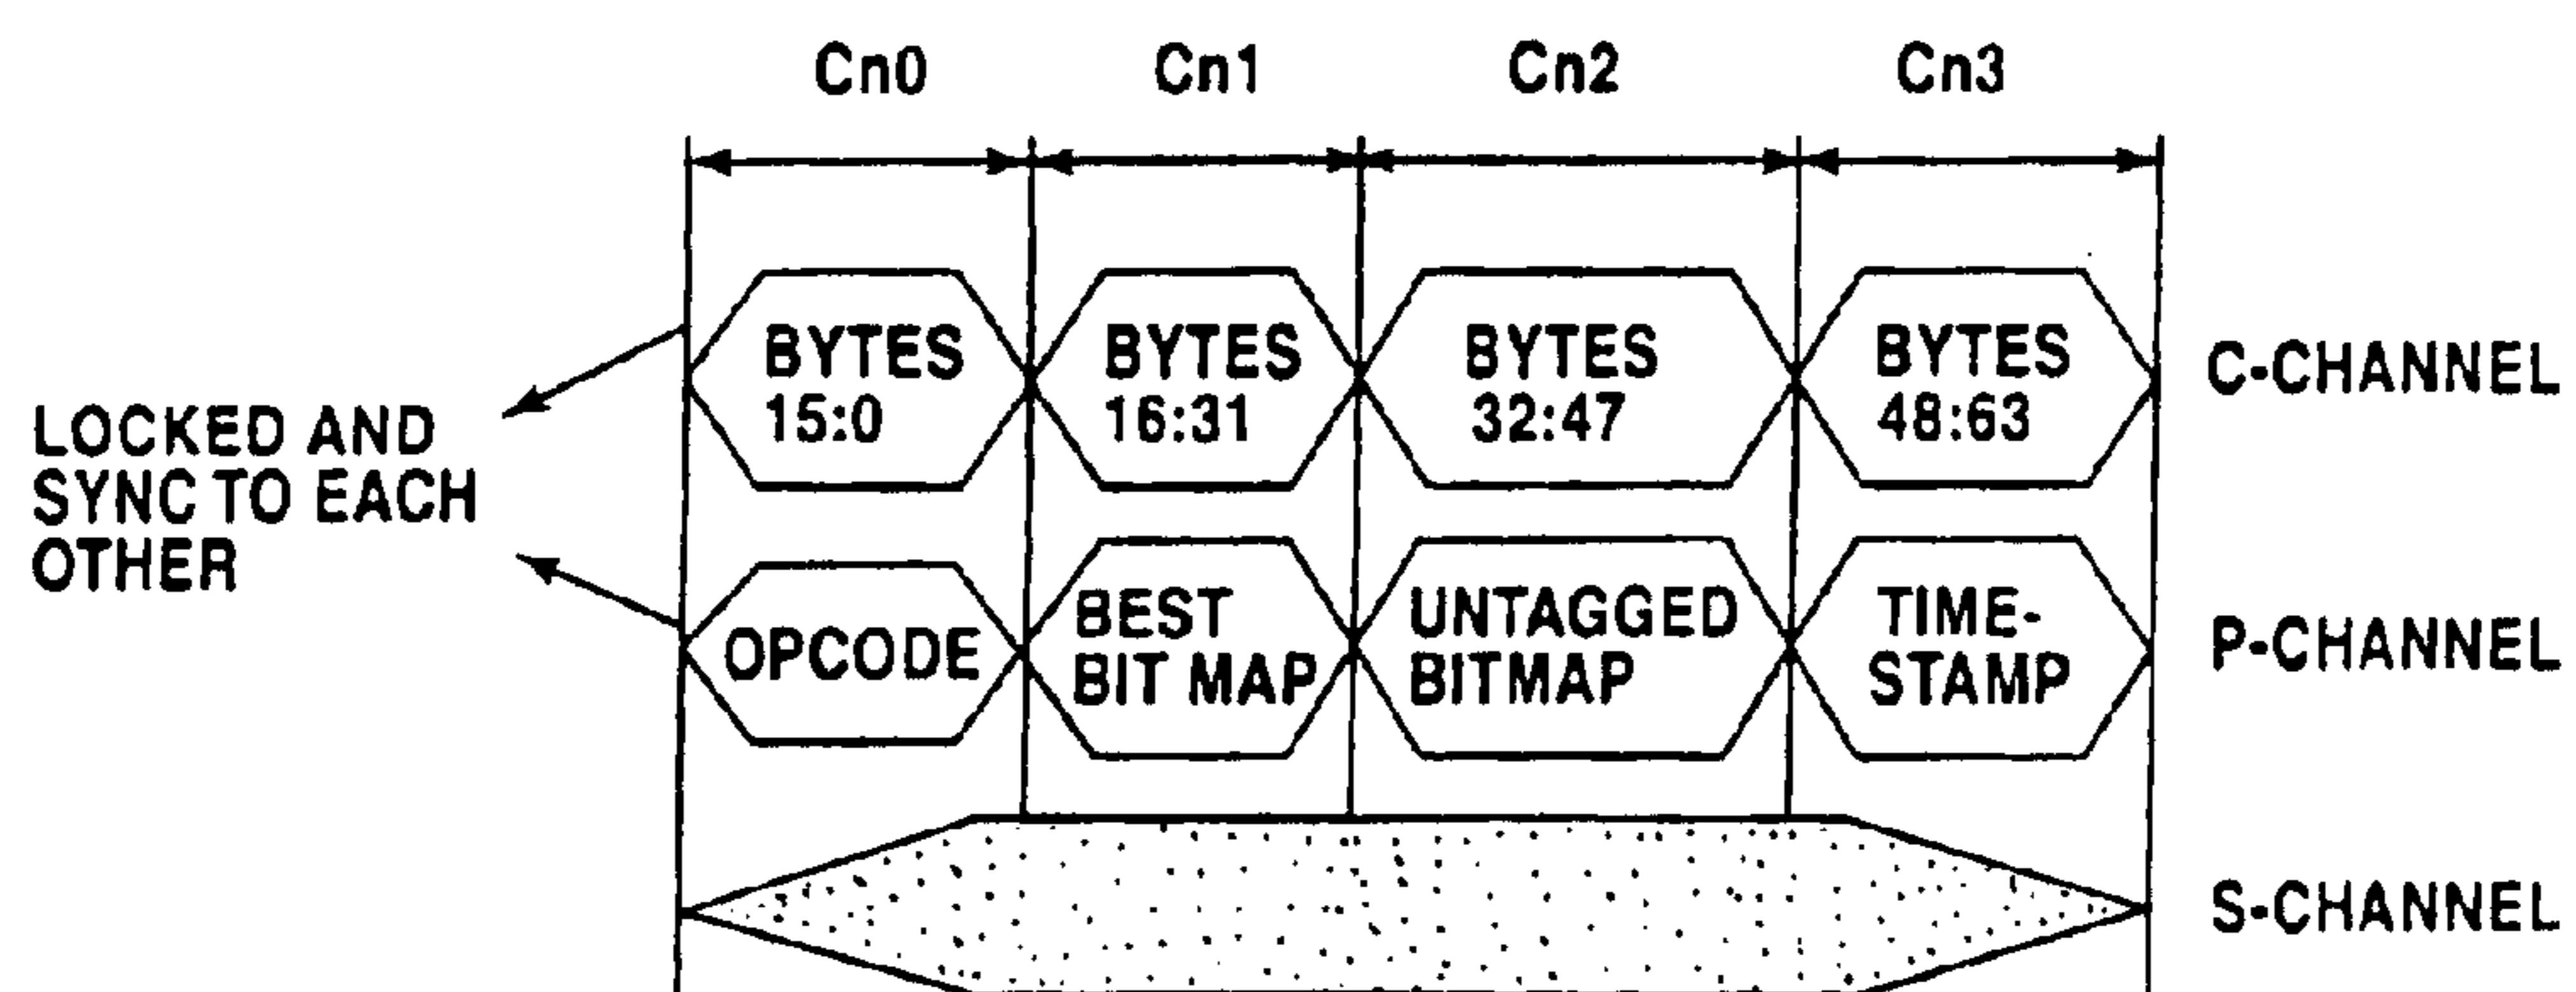 Cn0 Cn1 Cn2 Cn3
BYTES 15:0
BYTES 16:31
BYTES 32:47
BYTES 48:63
C-CHANNEL
LOCKED AND
SYNC TO EACH
OTHER
OPCODE
BEST
BIT MAP
UNTAGGED
BITMAP
TIME-
STAMP
P-CHANNEL
S-CHANNEL